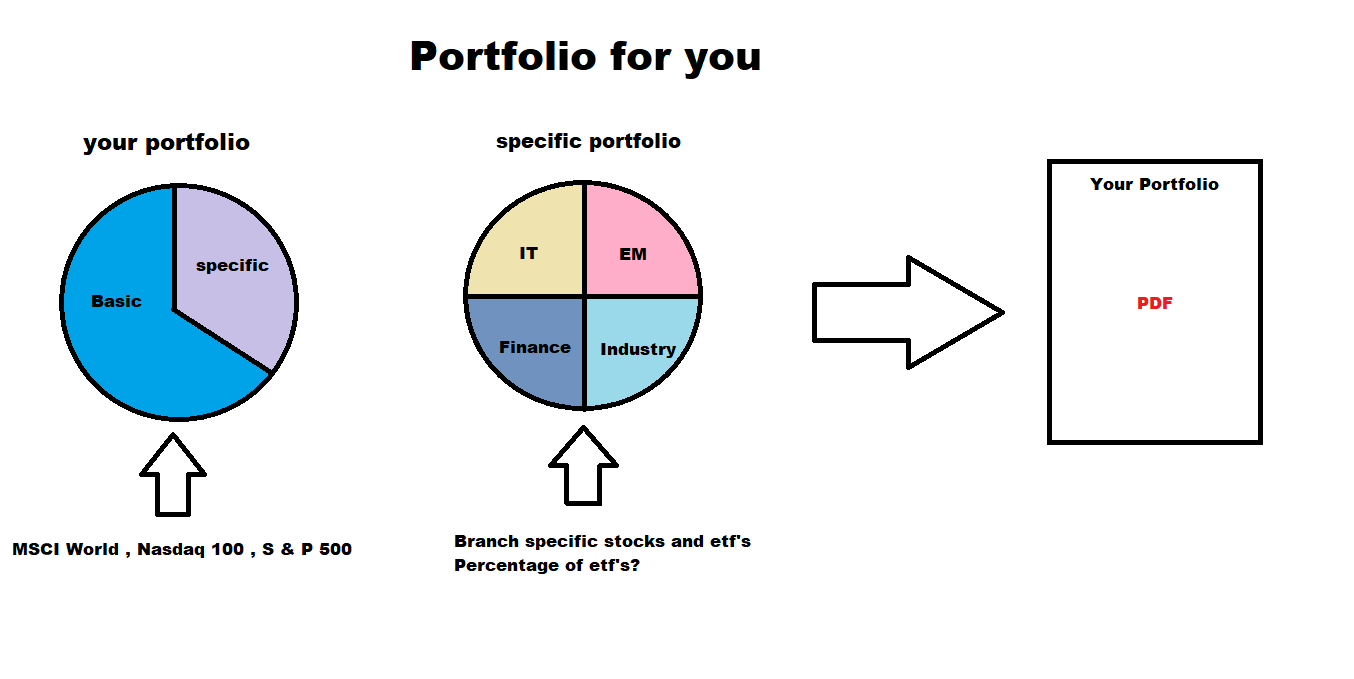 Portfolio for you
your portfolio
specific portfolio
Your Portfolio
specific
Basic
IT
EM
Finance
Industry
PDF
MSCI World , Nasdaq 100 , S & P 500
Branch specific stocks and etf's
Percentage of etf's?